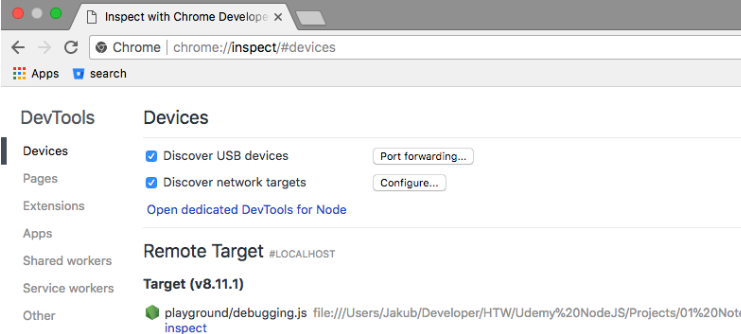 Inspect with Chrome Develope
Chrome chrome://inspect/#devices
Apps search
DevTools
Devices
Pages
Extensions
Apps
Shared workers
Service workers
Other
Devices
Discover USB devices Port forwarding...
Discover network targets Configure...
Open dedicated DevTools for Node
Remote Target #LOCALHOST
Target (v8.11.1)
playground/debugging.js file:///Users/Jakub/Developer/HTW/Udemy%20NodeJS/Projects/01%20Note
inspect